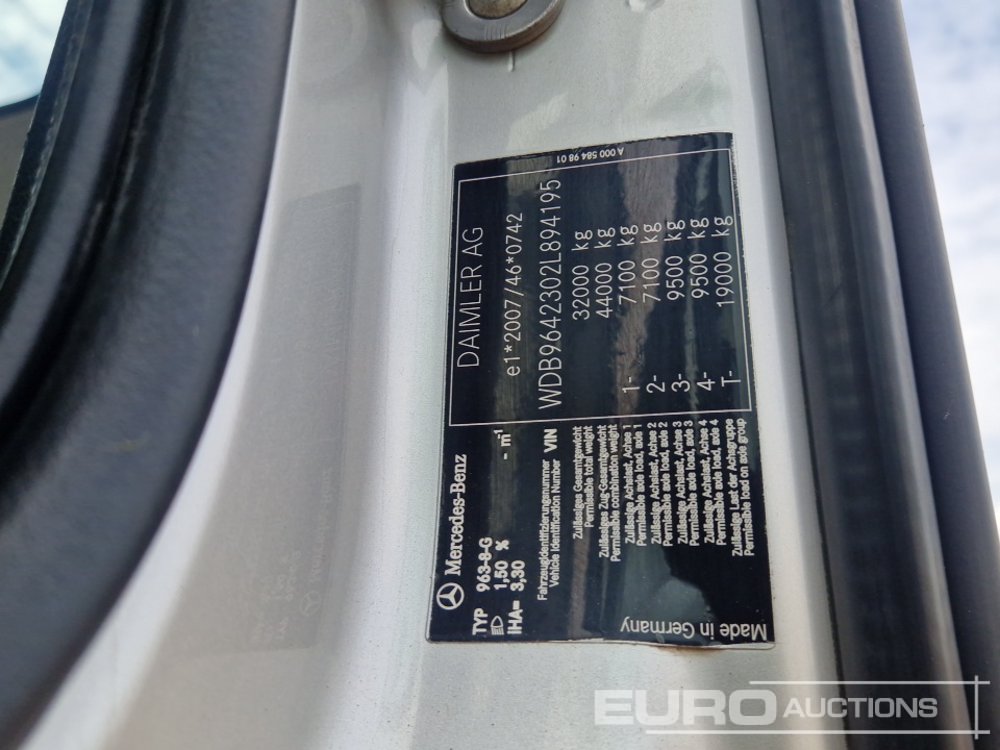 A 000 584 98 01
DAIMLER AG
e1*2007/46*0742
WDB9642302L894195
32000 kg
44000 kg
1- 7100 kg
2- 7100 kg
3- 9500 kg
4- 9500 kg
T- 19000 kg
Mercedes-Benz
TYP 963-8-G
1,50 % - m⁻¹
IHA= 3,30
Fahrzeugidentifizierungsnummer
Vehicle Identification Number VIN
Zulässiges Gesamtgewicht
Permissible total weight
Zulässiges Zug-Gesamtgewicht
Permissible combination weight
Zulässige Achslast, Achse 1
Permissible axle load, axle 1
Zulässige Achslast, Achse 2
Permissible axle load, axle 2
Zulässige Achslast, Achse 3
Permissible axle load, axle 3
Zulässige Achslast, Achse 4
Permissible axle load, axle 4
Zulässige Last der Achsgruppe
Permissible load on axle group
Made in Germany
EURO AUCTIONS